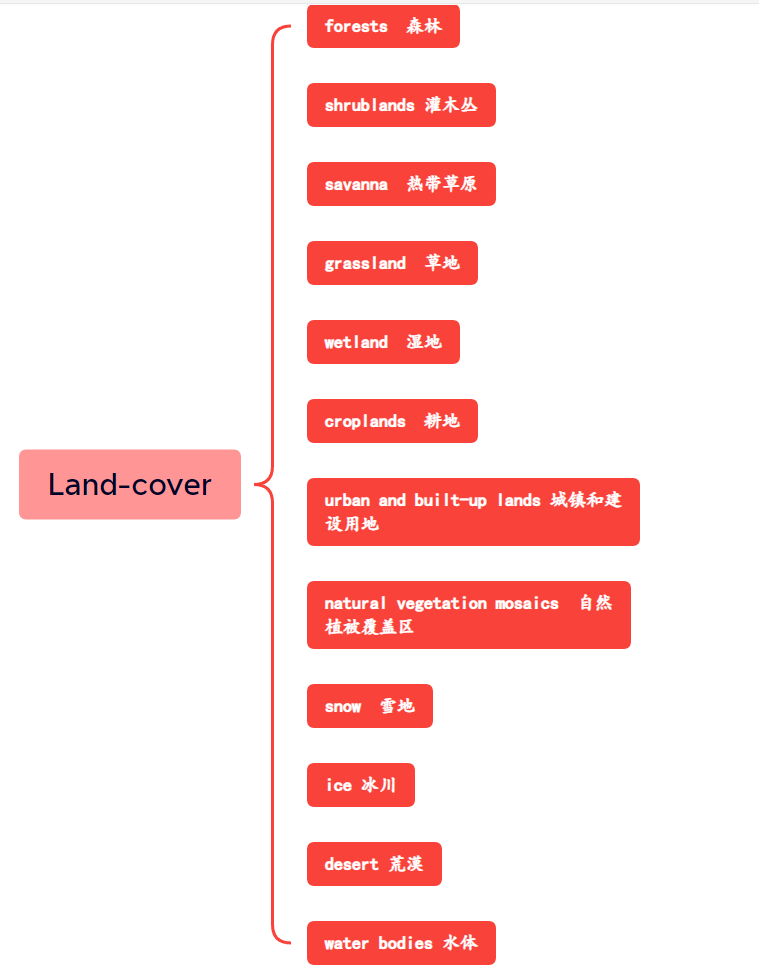 forests 森林
shrublands 灌木丛
savanna 热带草原
grassland 草地
wetland 湿地
croplands 耕地
Land-cover
urban and built-up lands 城镇和建
设用地
natural vegetation mosaics 自然
植被覆盖区
snow 雪地
ice 冰川
desert 荒漠
water bodies 水体